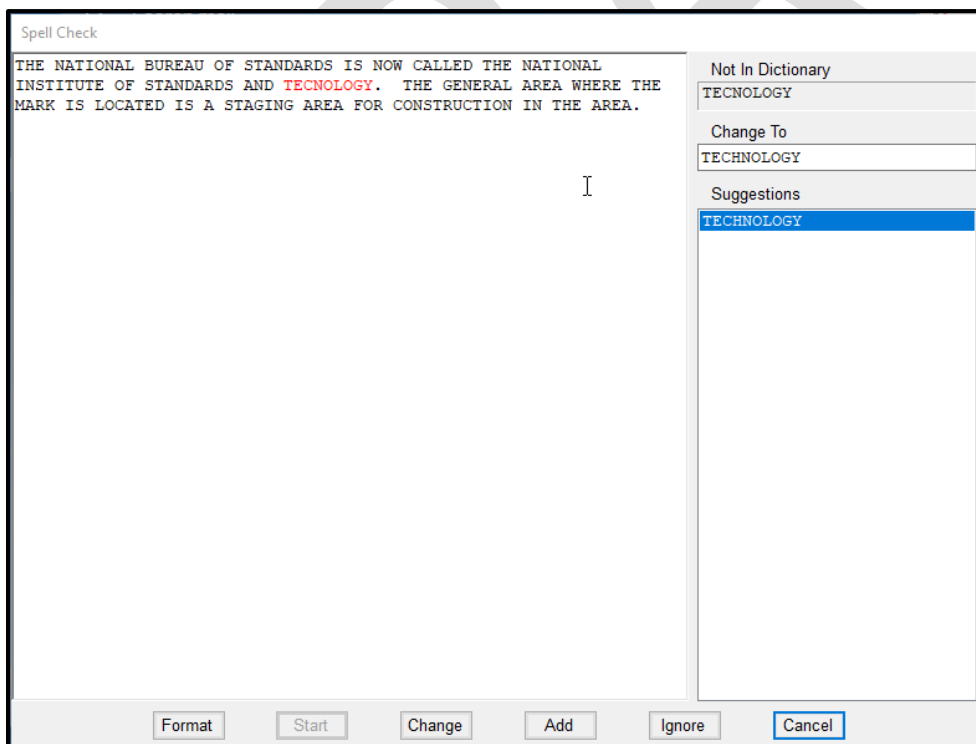 Spell Check
THE NATIONAL BUREAU OF STANDARDS IS NOW CALLED THE NATIONAL
INSTITUTE OF STANDARDS AND TECNOLOGY.  THE GENERAL AREA WHERE THE
MARK IS LOCATED IS A STAGING AREA FOR CONSTRUCTION IN THE AREA.
Not In Dictionary
TECNOLOGY
Change To
TECHNOLOGY
Suggestions
TECHNOLOGY
Format Start Change Add Ignore Cancel